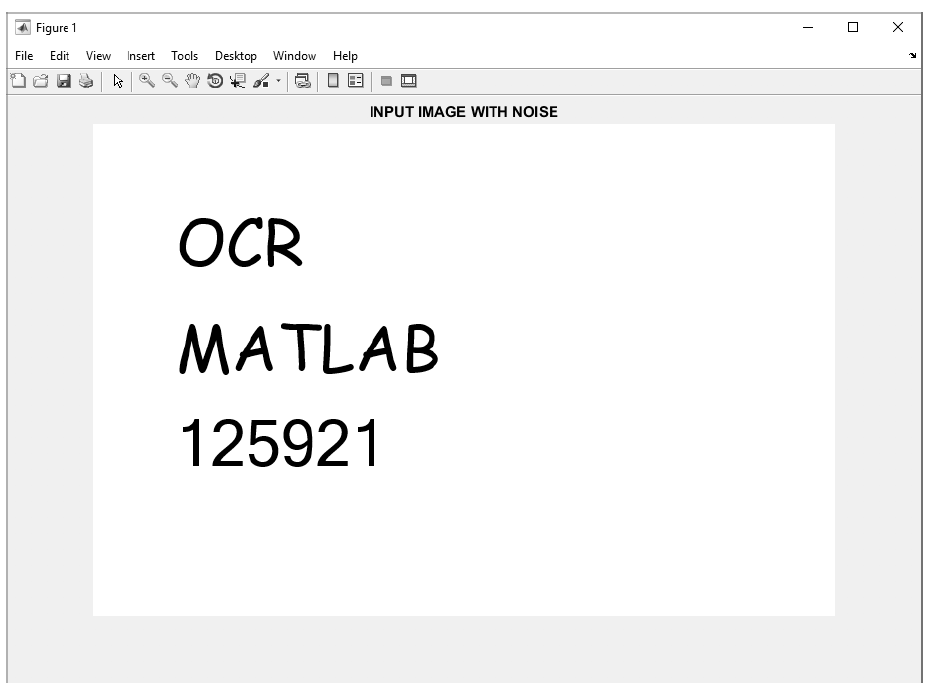 Figure 1
File Edit View Insert Tools Desktop Window Help
INPUT IMAGE WITH NOISE
OCR
MATLAB
125921